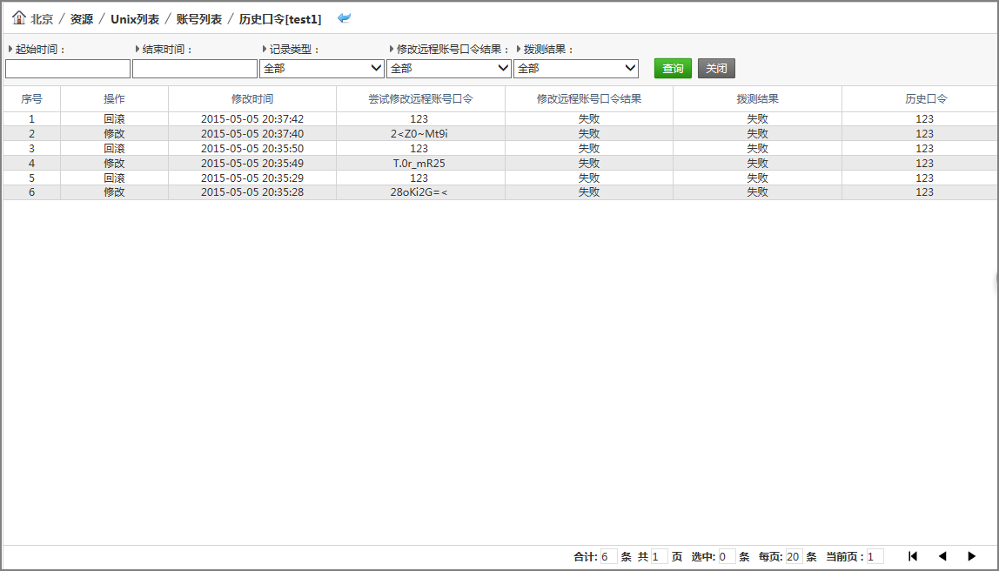 北京 / 资源 / Unix列表 / 账号列表 / 历史口令[test1]
起始时间： 结束时间： 记录类型： 修改远程账号口令结果： 拨测结果：
全部 全部 全部 查询 关闭
序号 操作 修改时间 尝试修改远程账号口令 修改远程账号口令结果 拨测结果 历史口令
1 回滚 2015-05-05 20:37:42 123 失败 失败 123
2 修改 2015-05-05 20:37:40 2<Z0~Mt9i 失败 失败 123
3 回滚 2015-05-05 20:35:50 123 失败 失败 123
4 修改 2015-05-05 20:35:49 T.0r_mR25 失败 失败 123
5 回滚 2015-05-05 20:35:29 123 失败 失败 123
6 修改 2015-05-05 20:35:28 28oKi2G=< 失败 失败 123
合计: 6 条 共 1 页 选中: 0 条 每页: 20 条 当前页 : 1